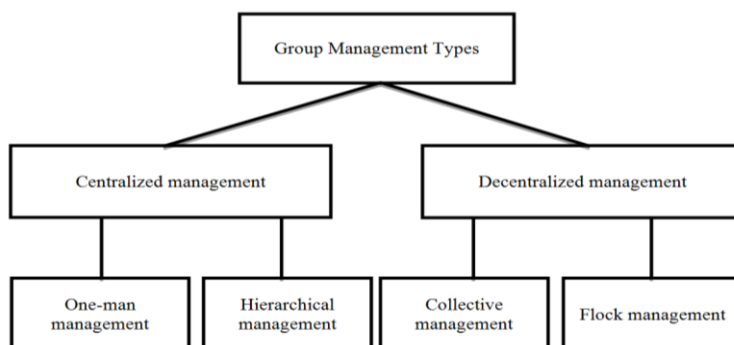 Group Management Types
Centralized management
Decentralized management
One-man
management
Hierarchical
management
Collective
management
Flock management